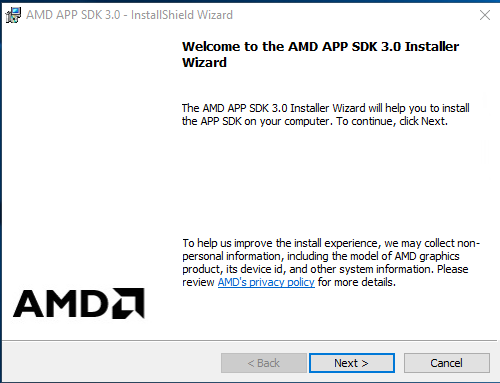 AMD APP SDK 3.0 - InstallShield Wizard
Welcome to the AMD APP SDK 3.0 Installer
Wizard
The AMD APP SDK 3.0 Installer Wizard will help you to install
the APP SDK on your computer. To continue, click Next.
To help us improve the install experience, we may collect non-
personal information, including the model of AMD graphics
product, its device id, and other system information. Please
review AMD's privacy policy for more details.
AMD
< Back Next > Cancel